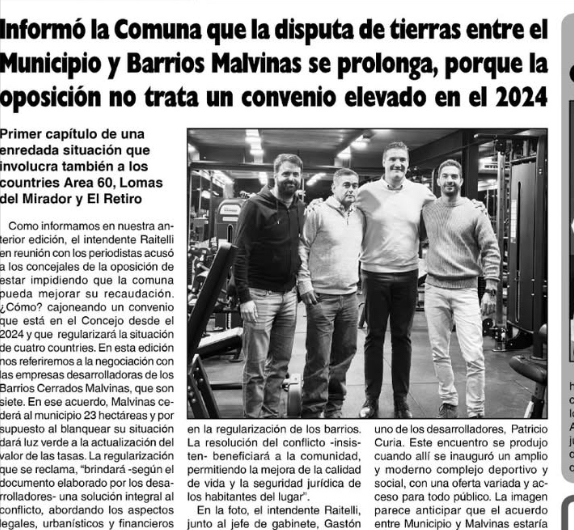 Informó la Comuna que la disputa de tierras entre el
Municipio y Barrios Malvinas se prolonga, porque la
oposición no trata un convenio elevado en el 2024
Primer capítulo de una
enredada situación que
involucra también a los
countries Area 60, Lomas
del Mirador y El Retiro
Como informamos en nuestra an-
terior edición, el intendente Raitelli
en reunión con los periodistas acusó
a los concejales de la oposición de
estar impidiendo que la comuna
pueda mejorar su recaudación.
¿Cómo? cajoneando un convenio
que está en el Concejo desde el
2024 y que regularizará la situación
de cuatro countries. En esta edición
nos referiremos a la negociación con
las empresas desarrolladoras de los
Barrios Cerrados Malvinas, que son
siete. En ese acuerdo, Malvinas ce-
derá al municipio 23 hectáreas y por
supuesto al blanquear su situación
dará luz verde a la actualización del
valor de las tasas. La regularización
que se reclama, "brindará -según el
documento elaborado por los desa-
rrolladores- una solución integral al
conflicto, abordando los aspectos
legales, urbanísticos y financieros
en la regularización de los barrios.
La resolución del conflicto -insis-
ten- beneficiará a la comunidad,
permitiendo la mejora de la calidad
de vida y la seguridad jurídica de
los habitantes del lugar".
En la foto, el intendente Raitelli,
junto al jefe de gabinete, Gastón
uno de los desarrolladores, Patricio
Curia. Este encuentro se produjo
cuando allí se inauguró un amplio
y moderno complejo deportivo y
social, con una oferta variada y de
acceso para todo público. La imagen
parece anticipar que el acuerdo
entre Municipio y Malvinas estaría